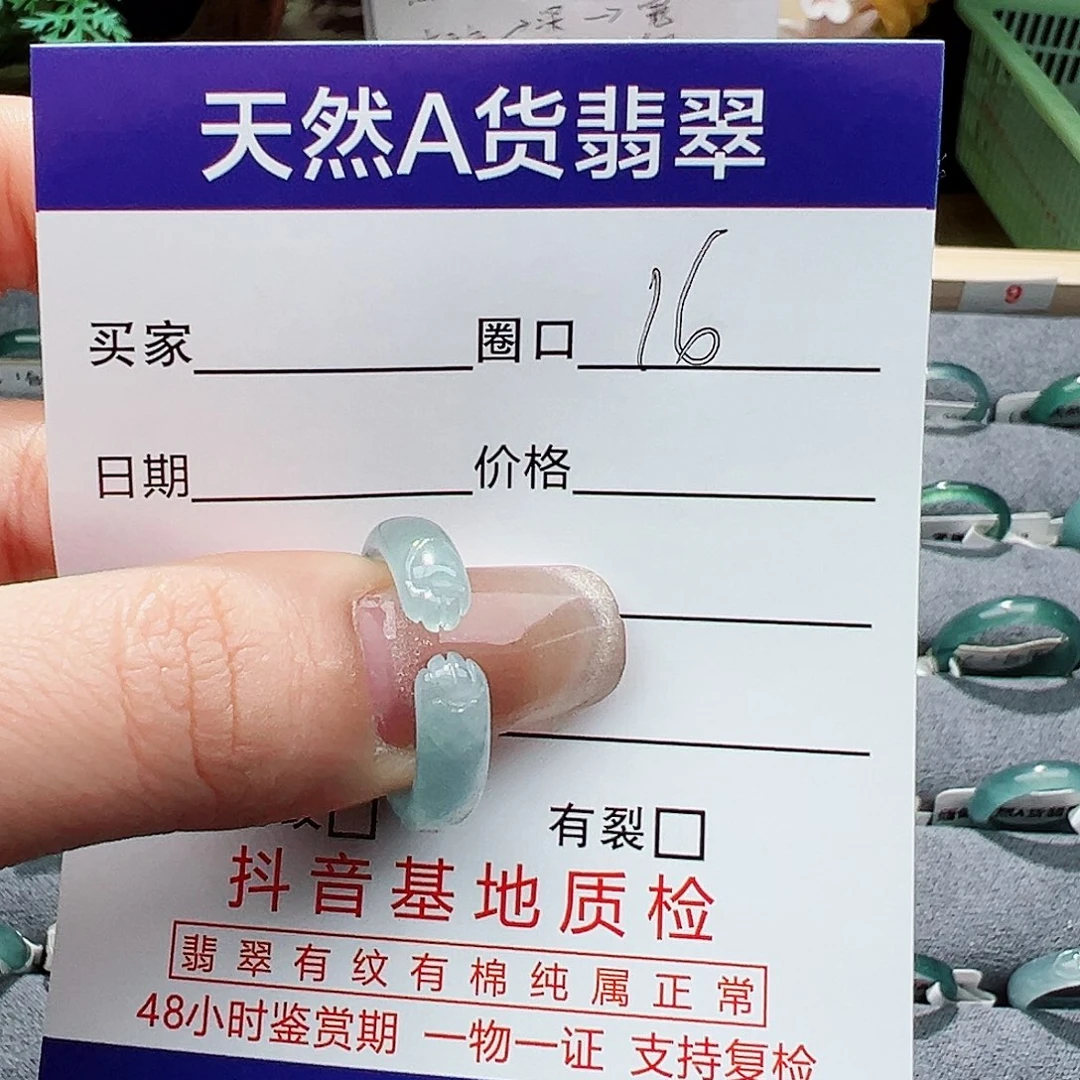 →深→
天然A货翡翠
买家 圈口 16
日期 价格
有裂
抖音基地质检
翡翠有纹有棉纯属正常
48小时鉴赏期 一物一证 支持复检
9